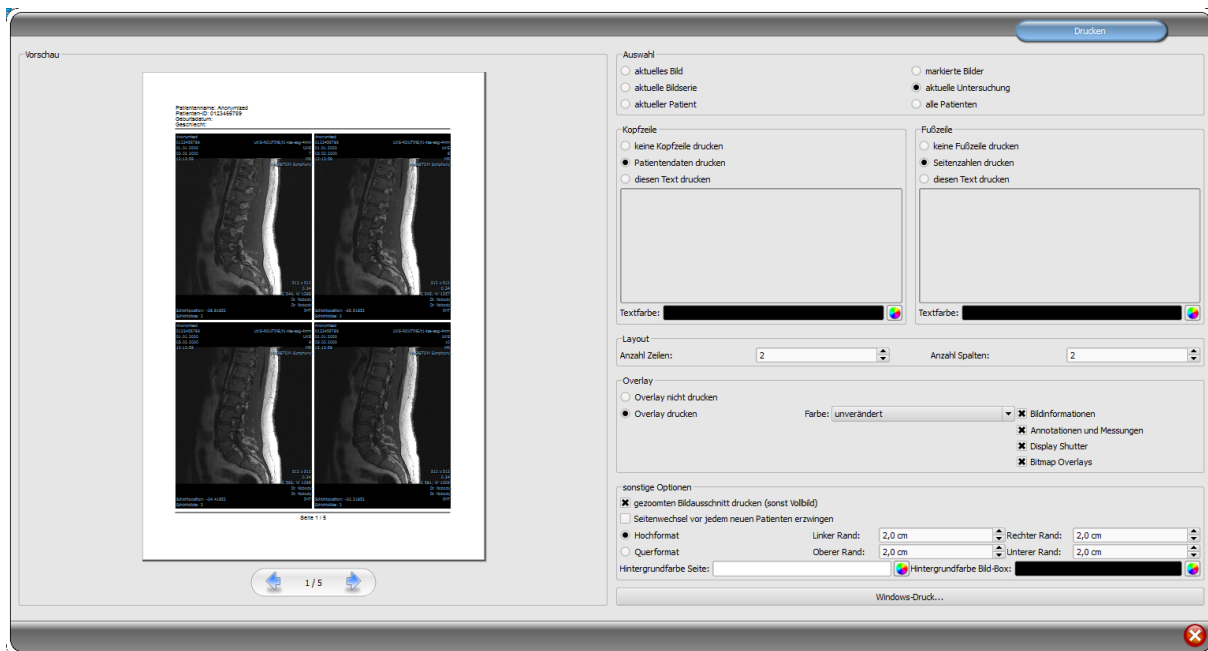 Drucken
Vorschau
Patientenname: Anonymized
Patienten-ID: 0123456789
Geburtsdatum:
Geschlecht:
Seite 1 / 5
1 / 5
Auswahl
aktuelles Bild
markierte Bilder
aktuelle Bildserie
aktuelle Untersuchung
aktueller Patient
alle Patienten
Kopfzeile
keine Kopfzeile drucken
Patientendaten drucken
diesen Text drucken
Textfarbe:
Fußzeile
keine Fußzeile drucken
Seitenzahlen drucken
diesen Text drucken
Textfarbe:
Layout
Anzahl Zeilen: 2 Anzahl Spalten: 2
Overlay
Overlay nicht drucken
Overlay drucken Farbe: unverändert Bildinformationen
Annotationen und Messungen
Display Shutter
Bitmap Overlays
sonstige Optionen
gezoomten Bildausschnitt drucken (sonst Vollbild)
Seitenwechsel vor jedem neuen Patienten erzwingen
Hochformat Linker Rand: 2,0 cm Rechter Rand: 2,0 cm
Querformat Oberer Rand: 2,0 cm Unterer Rand: 2,0 cm
Hintergrundfarbe Seite: Hintergrundfarbe Bild-Box:
Windows-Druck...